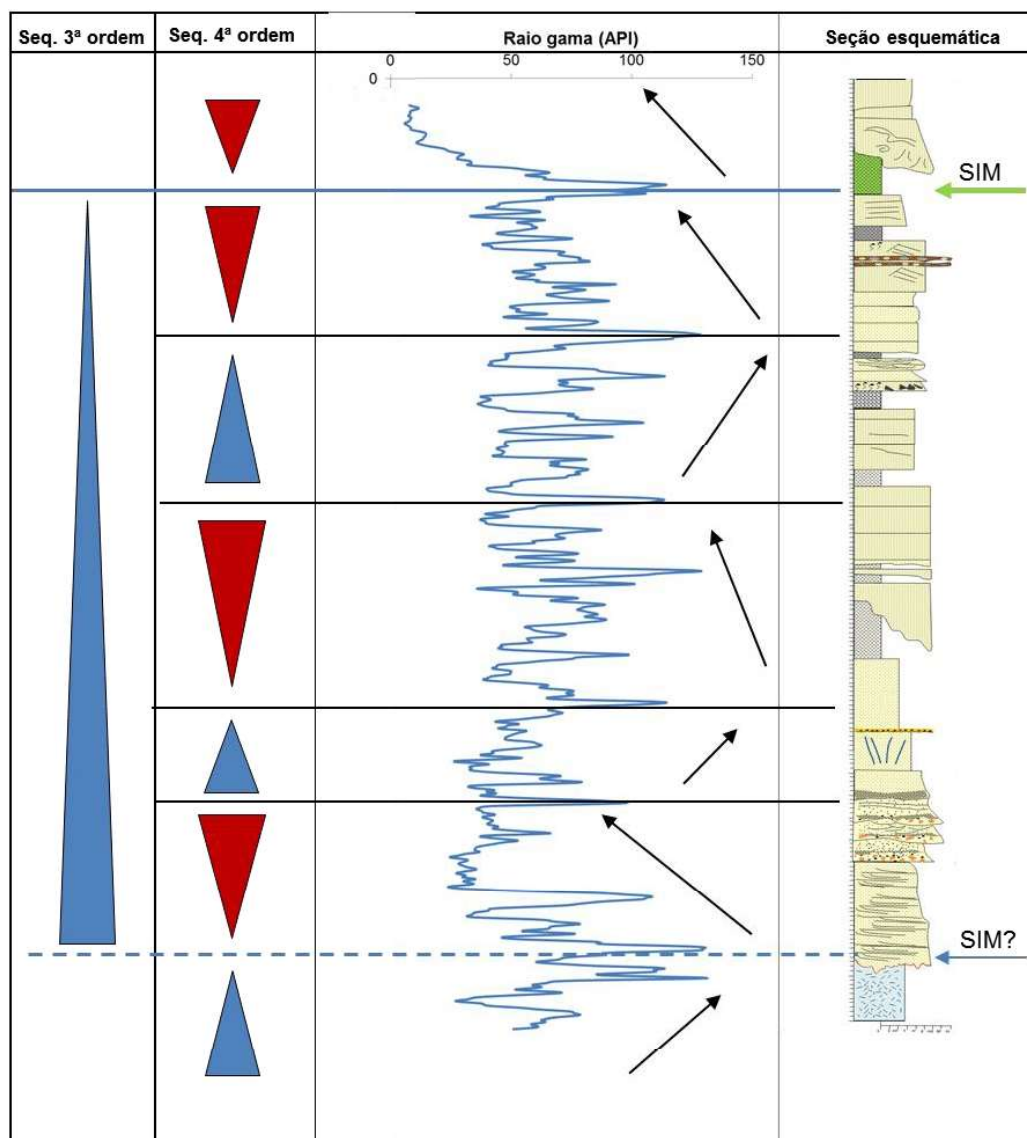 Seq. 3ª ordem
Seq. 4ª ordem
Raio gama (API)
Seção esquemática
0
50
100
150
0
SIM
SIM?